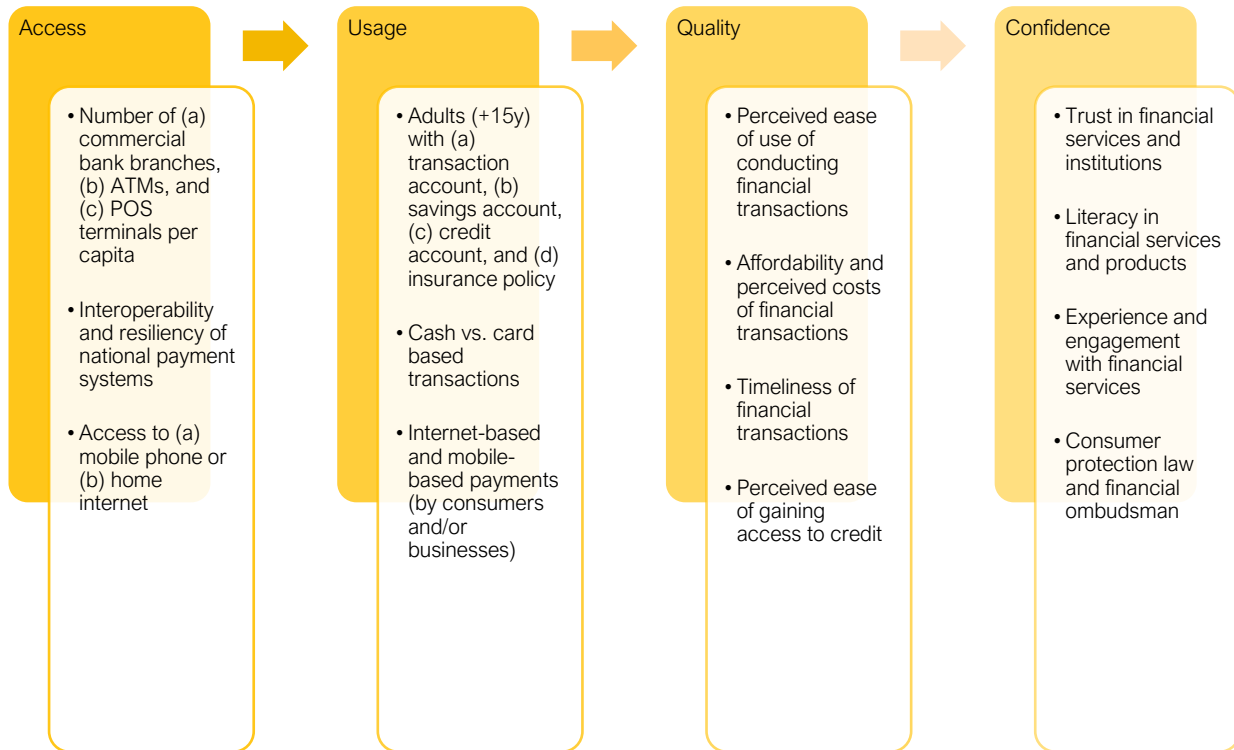 Access
• Number of (a)
commercial
bank branches,
(b) ATMs, and
(c) POS
terminals per
capita
• Interoperability
and resiliency of
national payment
systems
• Access to (a)
mobile phone or
(b) home
internet
Usage
• Adults (+15y)
with (a)
transaction
account, (b)
savings account,
(c) credit
account, and (d)
insurance policy
• Cash vs. card
based
transactions
• Internet-based
and mobile-
based payments
(by consumers
and/or
businesses)
Quality
• Perceived ease
of use of
conducting
financial
transactions
• Affordability and
perceived costs
of financial
transactions
• Timeliness of
financial
transactions
• Perceived ease
of gaining
access to credit
Confidence
• Trust in financial
services and
institutions
• Literacy in
financial services
and products
• Experience and
engagement
with financial
services
• Consumer
protection law
and financial
ombudsman